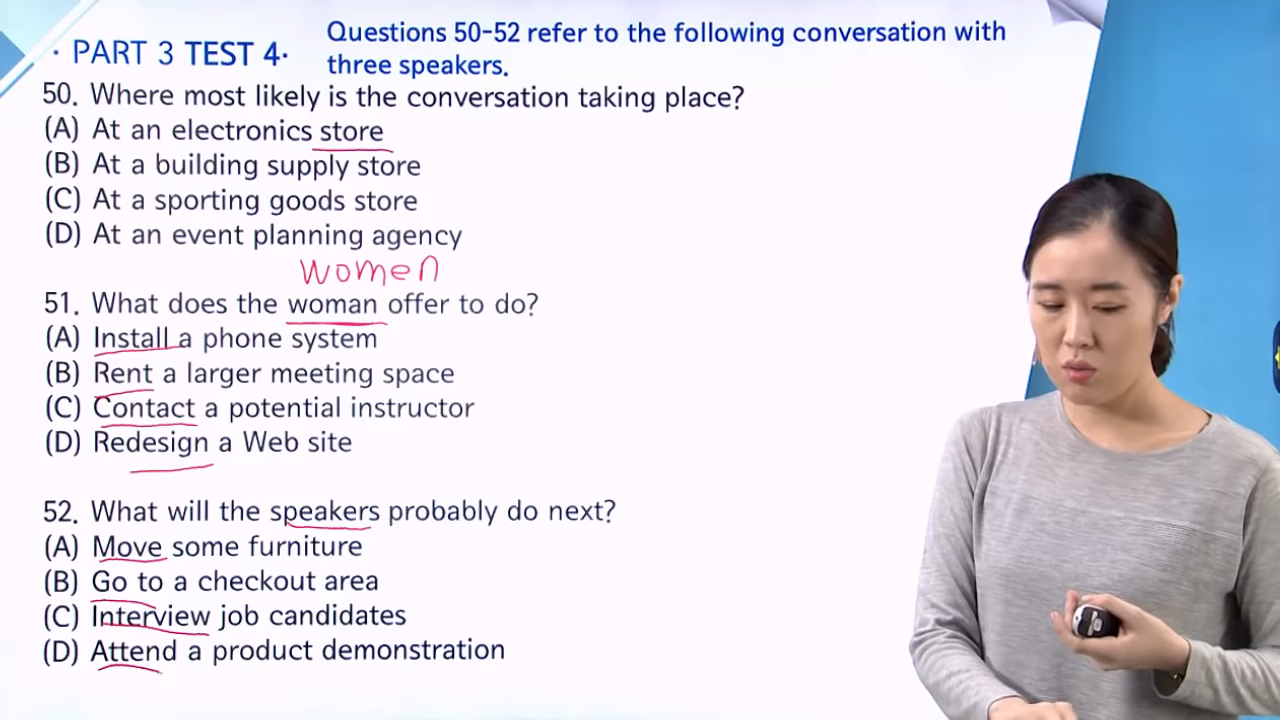 · PART 3 TEST 4·
Questions 50-52 refer to the following conversation with
three speakers.
50. Where most likely is the conversation taking place?
(A) At an electronics store
(B) At a building supply store
(C) At a sporting goods store
(D) At an event planning agency
women
51. What does the woman offer to do?
(A) Install a phone system
(B) Rent a larger meeting space
(C) Contact a potential instructor
(D) Redesign a Web site
52. What will the speakers probably do next?
(A) Move some furniture
(B) Go to a checkout area
(C) Interview job candidates
(D) Attend a product demonstration